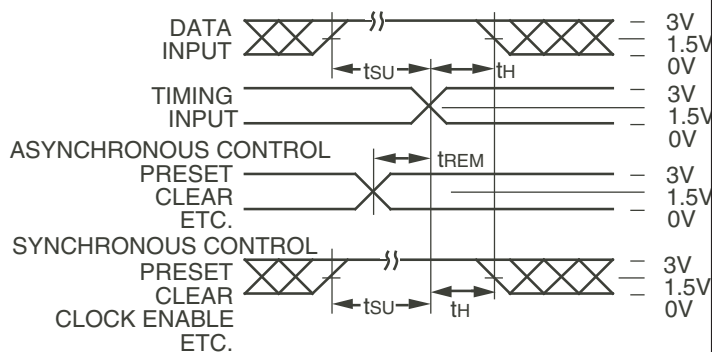 DATA
INPUT
3V
1.5V
0V
tSU
tH
TIMING
INPUT
3V
1.5V
0V
ASYNCHRONOUS CONTROL
tREM
PRESET
CLEAR
ETC.
3V
1.5V
0V
SYNCHRONOUS CONTROL
PRESET
CLEAR
CLOCK ENABLE
ETC.
3V
1.5V
0V
tSU
tH